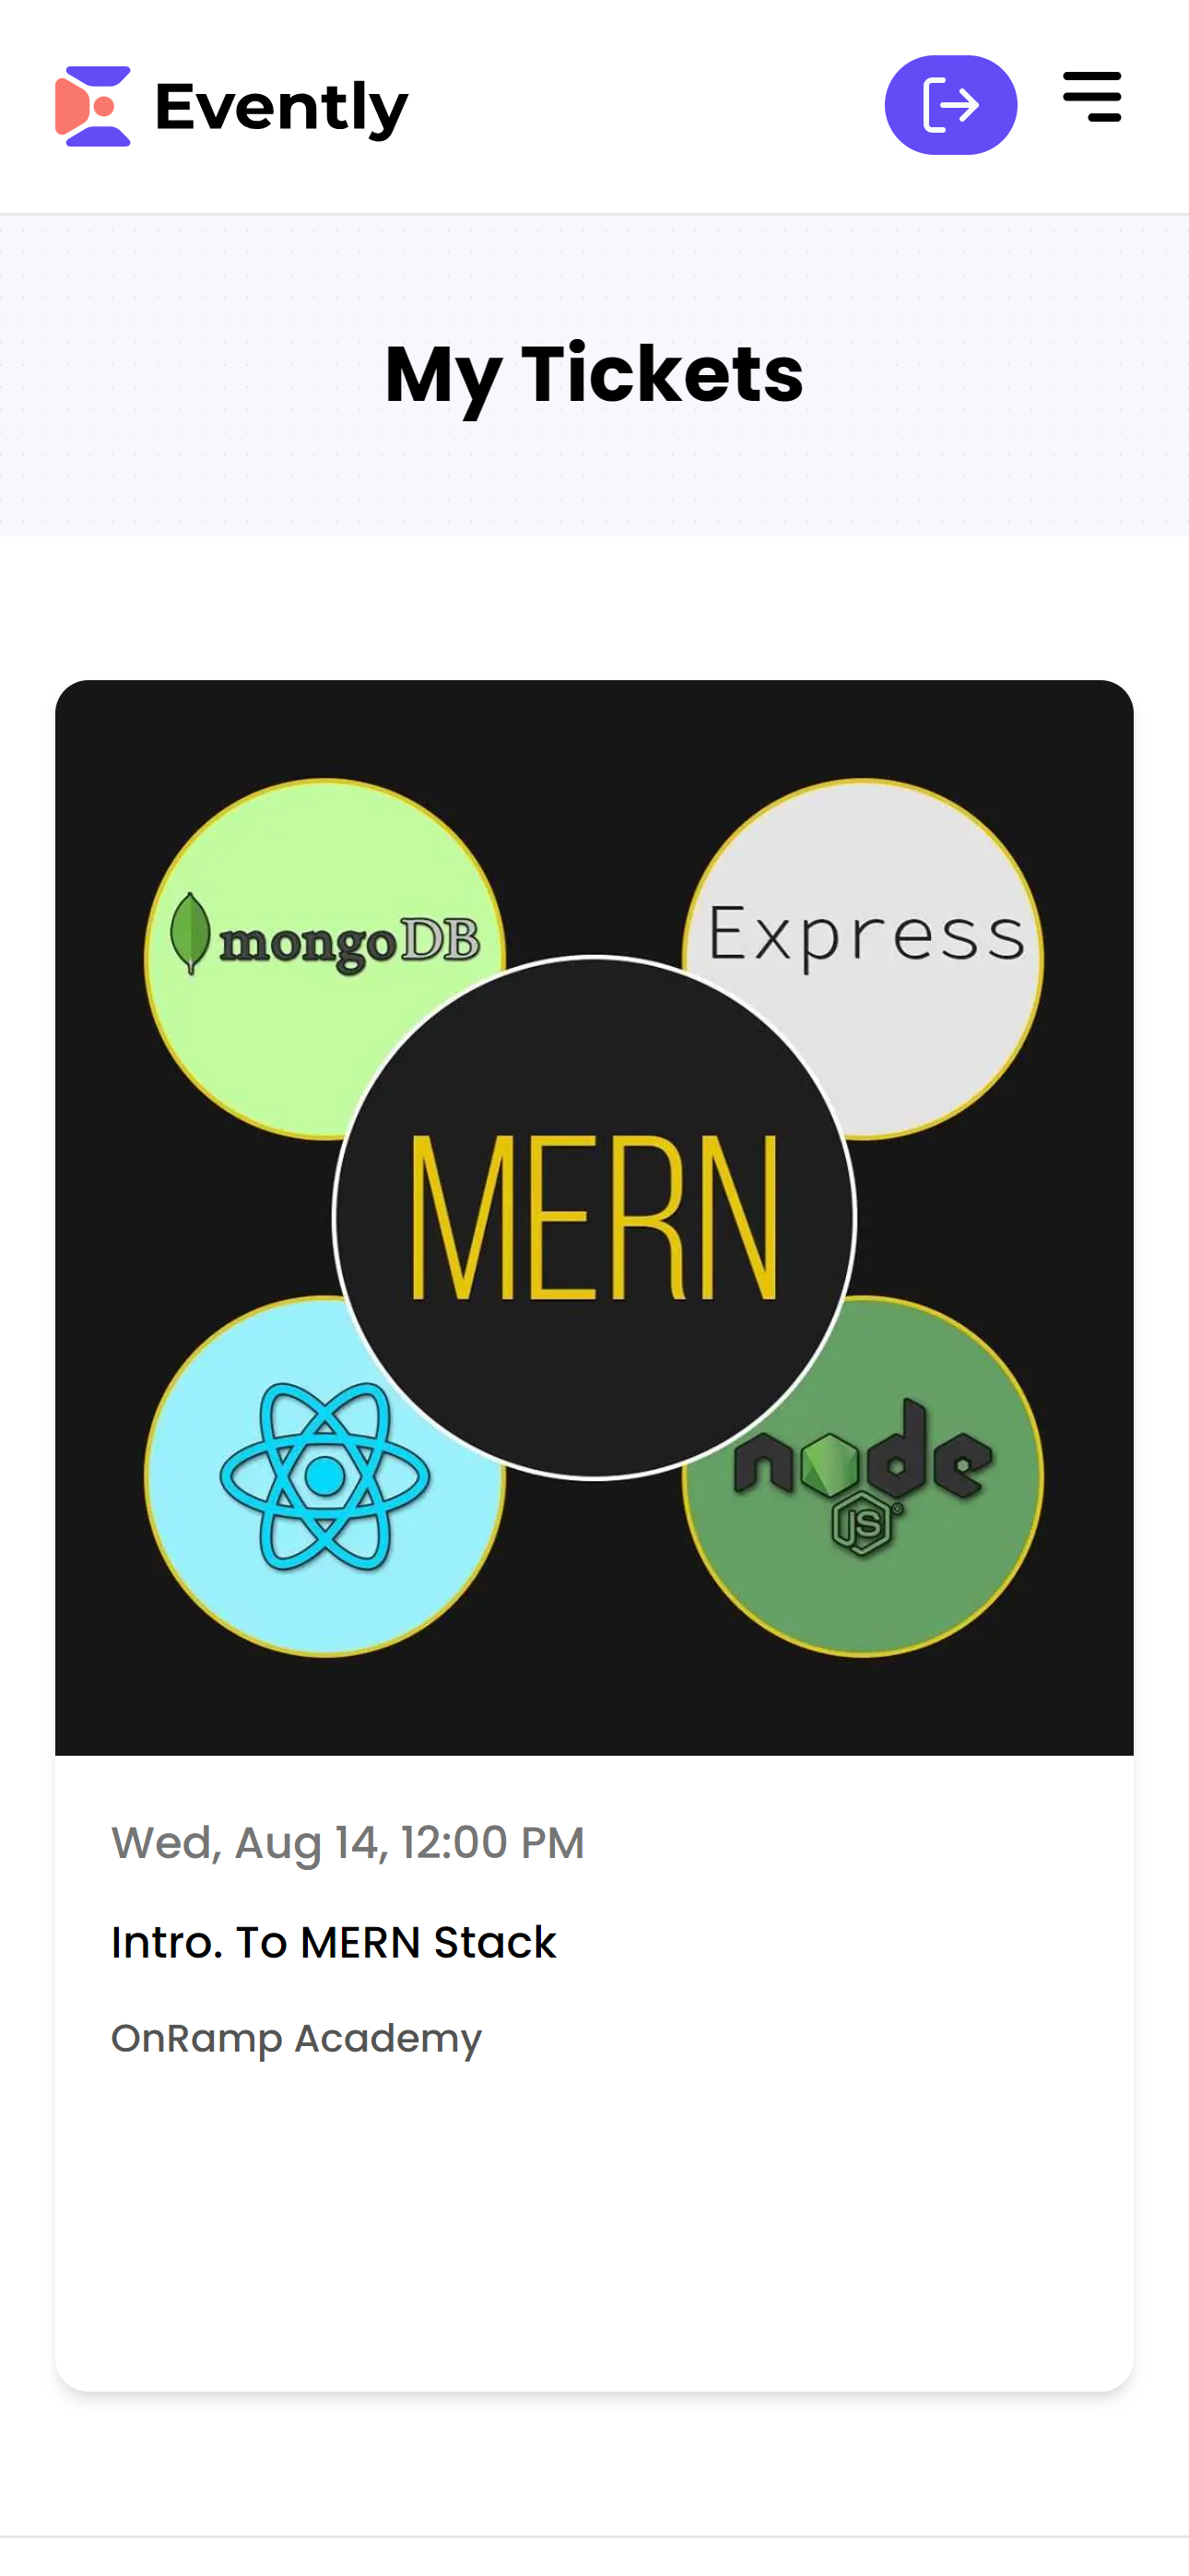 Evently
My Tickets
mongoDB
Express
MERN
node
JS
Wed, Aug 14, 12:00 PM
Intro. To MERN Stack
OnRamp Academy